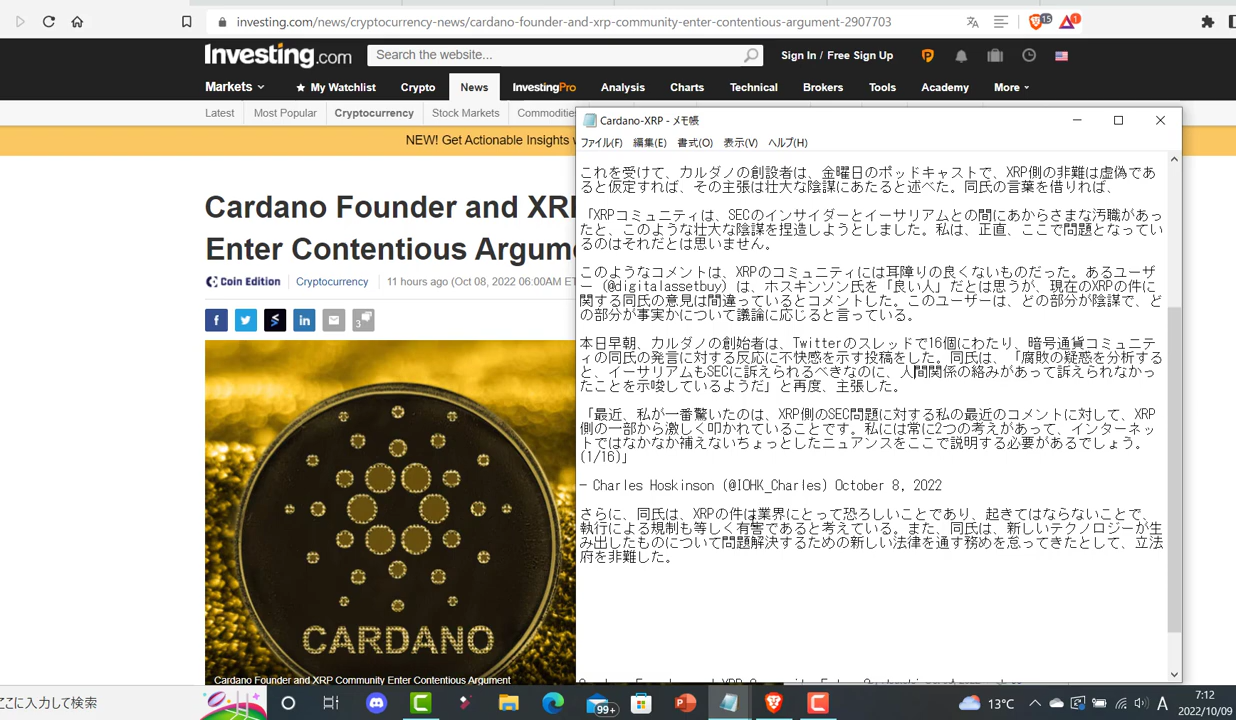 investing.com/news/cryptocurrency-news/cardano-founder-and-xrp-community-enter-contentious-argument-2907703
15
1
Investing.com
Search the website...
Sign In / Free Sign Up
Markets
My Watchlist
Crypto
News
InvestingPro
Analysis
Charts
Technical
Brokers
Tools
Academy
More
Latest
Most Popular
Cryptocurrency
Stock Markets
Commodities
NEW! Get Actionable Insights
Cardano Founder and XR
Enter Contentious Argum
Coin Edition
Cryptocurrency
11 hours ago (Oct 08, 2022 06:00AM ET
3
CARDANO
Cardano Founder and XRP Community Enter Contentious Argument
Cardano-XRP - メモ帳
ファイル(F) 編集(E) 書式(O) 表示(V) ヘルプ(H)
これを受けて、カルダノの創設者は、金曜日のポッドキャストで、XRP側の非難は虚偽であ
ると仮定すれば、その主張は壮大な陰謀にあたると述べた。同氏の言葉を借りれば、
「XRPコミュニティは、SECのインサイダーとイーサリアムとの間にあからさまな汚職があっ
たと、このような壮大な陰謀を捏造しようとしました。私は、正直、ここで問題となってい
るのはそれだとは思いません。
このようなコメントは、XRPのコミュニティには耳障りの良くないものだった。あるユーザ
ー (@digitalassetbuy) は、ホスキンソン氏を「良い人」だとは思うが、現在のXRPの件に
関する同氏の意見は間違っているとコメントした。このユーザーは、どの部分が陰謀で、ど
の部分が事実かについて議論に応じると言っている。
本日早朝、カルダノの創始者は、Twitterのスレッドで16個にわたり、暗号通貨コミュニテ
ィの同氏の発言に対する反応に不快感を示す投稿をした。同氏は、「腐敗の疑惑を分析する
と、イーサリアムもSECに訴えられるべきなのに、人間関係の絡みがあって訴えられなかっ
たことを示唆しているようだ」と再度、主張した。
「最近、私が一番驚いたのは、XRP側のSEC問題に対する私の最近のコメントに対して、XRP
側の一部から激しく叩かれていることです。私には常に2つの考えがあって、インターネッ
トではなかなか補えないちょっとしたニュアンスをここで説明する必要があるでしょう。
(1/16)」
— Charles Hoskinson (@IOHK_Charles) October 8, 2022
さらに、同氏は、XRPの件は業界にとって恐ろしいことであり、起きてはならないことで、
執行による規制も等しく有害であると考えている。また、同氏は、新しいテクノロジーが生
み出したものについて問題解決するための新しい法律を通す務めを怠ってきたとして、立法
府を非難した。
ここに入力して検索
99+
13°C
A
7:12
2022/10/09